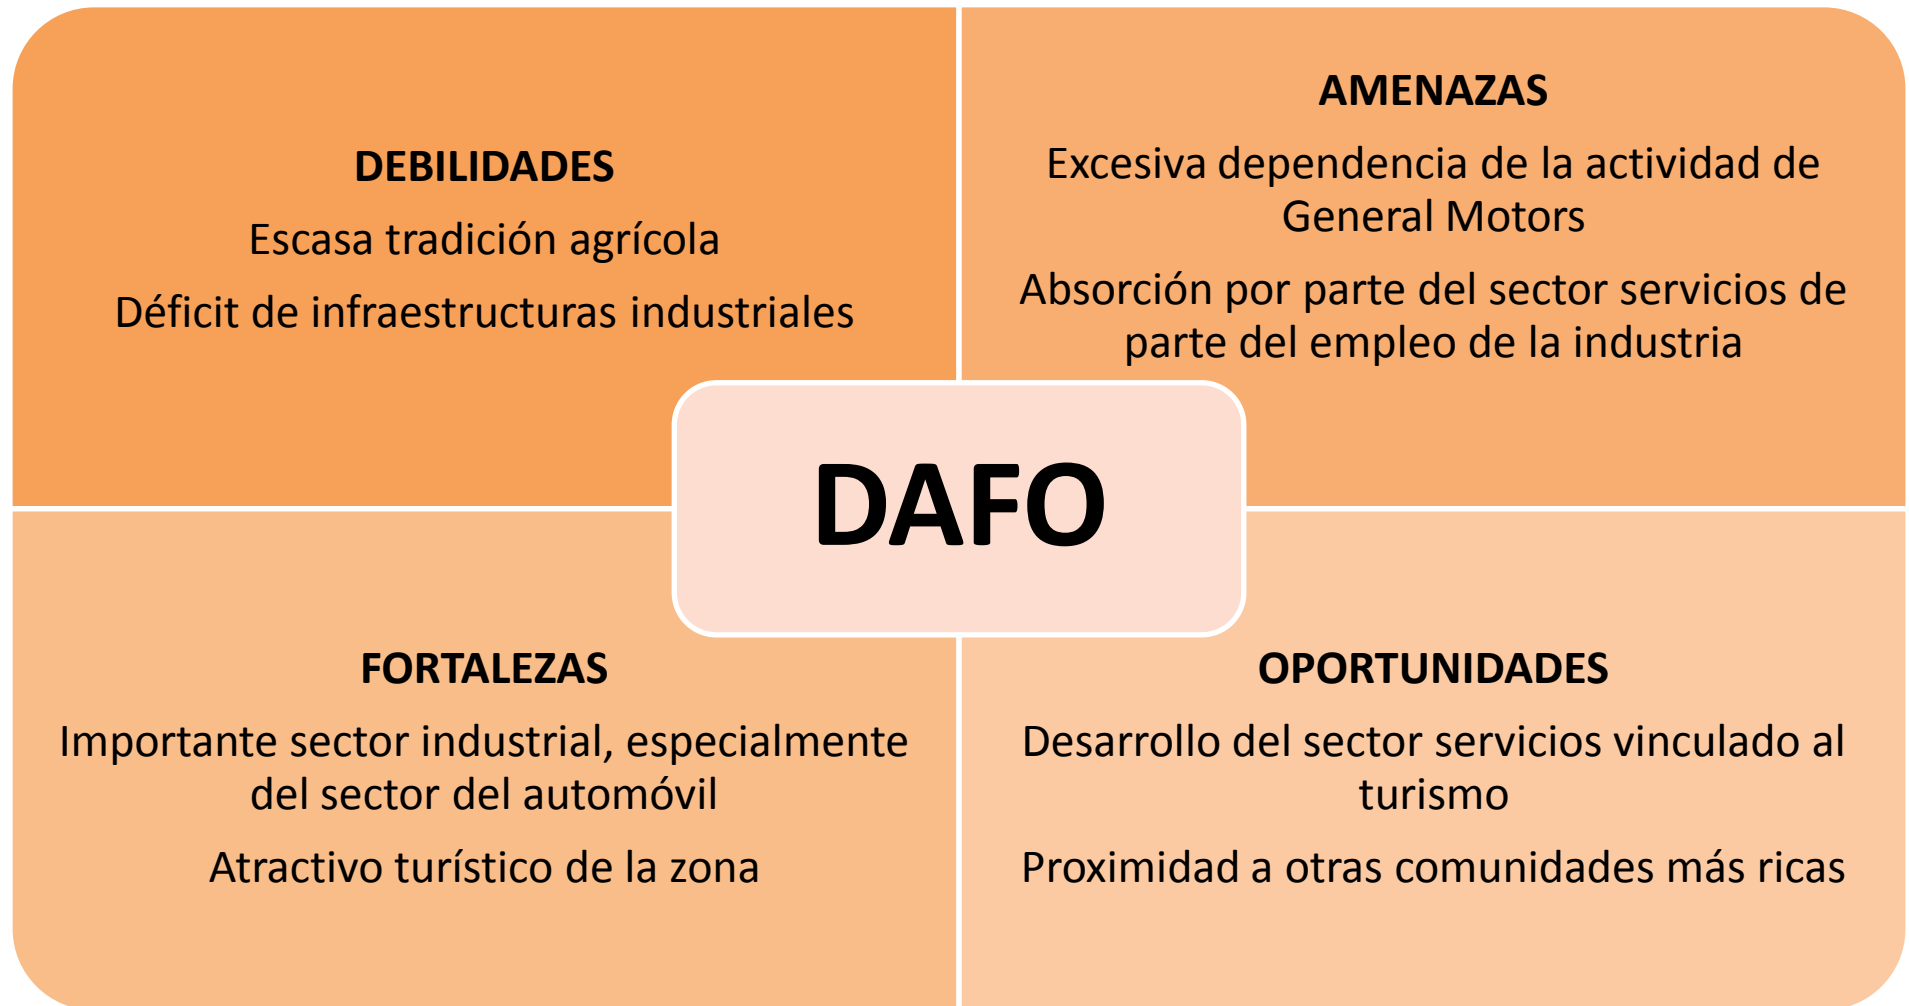 DEBILIDADES
Escasa tradición agrícola
Déficit de infraestructuras industriales
AMENAZAS
Excesiva dependencia de la actividad de
General Motors
Absorción por parte del sector servicios de
parte del empleo de la industria
DAFO
FORTALEZAS
Importante sector industrial, especialmente
del sector del automóvil
Atractivo turístico de la zona
OPORTUNIDADES
Desarrollo del sector servicios vinculado al
turismo
Proximidad a otras comunidades más ricas